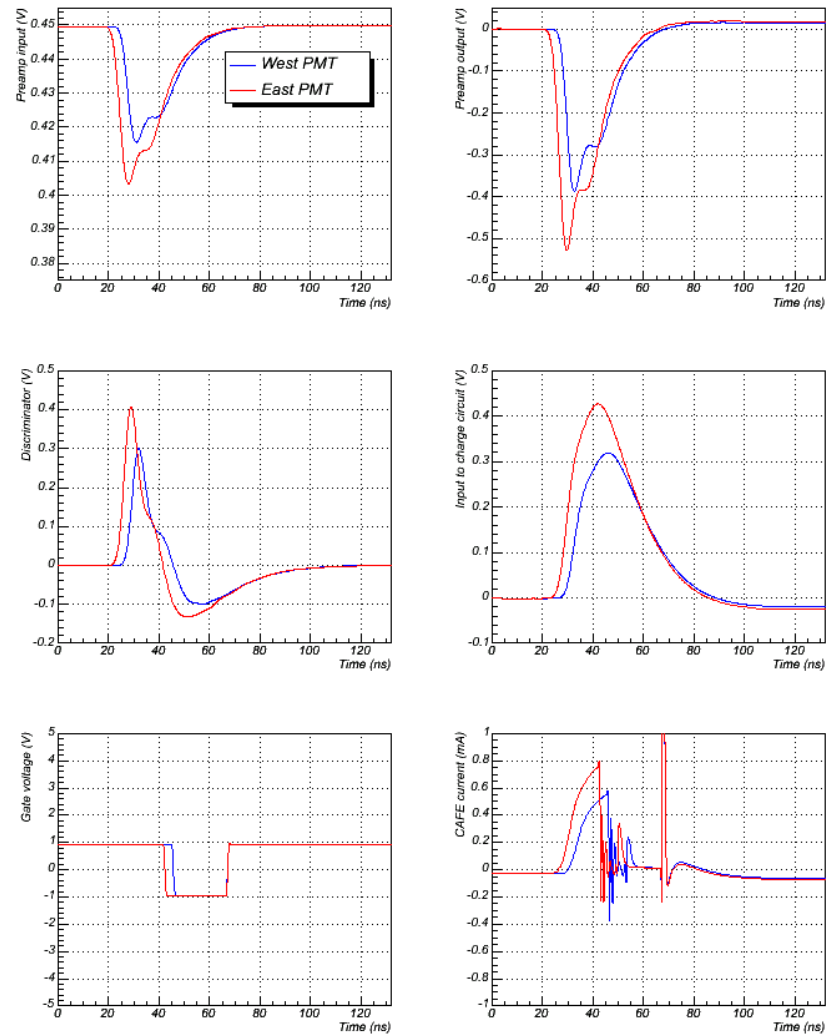 Preamp input (V)
0.45
0.44
0.43
0.42
0.41
0.4
0.39
0.38
West PMT
East PMT
0 20 40 60 80 100 120
Time (ns)
Preamp output (V)
0
-0.1
-0.2
-0.3
-0.4
-0.5
-0.6
0 20 40 60 80 100 120
Time (ns)
Discriminator (V)
0.5
0.4
0.3
0.2
0.1
0
-0.1
-0.2
0 20 40 60 80 100 120
Time (ns)
Input to charge circuit (V)
0.5
0.4
0.3
0.2
0.1
0
-0.1
0 20 40 60 80 100 120
Time (ns)
Gate voltage (V)
5
4
3
2
1
0
-1
-2
-3
-4
-5
0 20 40 60 80 100 120
Time (ns)
CAFE current (mA)
1
0.8
0.6
0.4
0.2
0
-0.2
-0.4
-0.6
-0.8
-1
0 20 40 60 80 100 120
Time (ns)